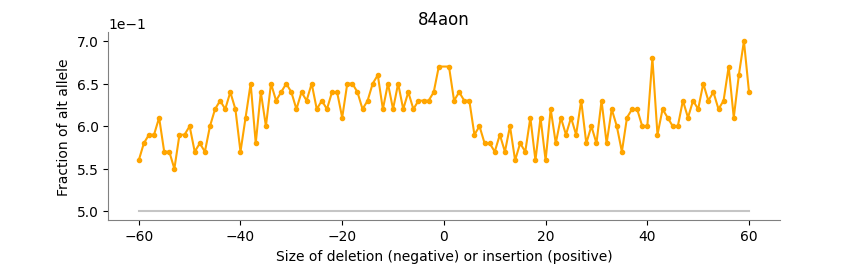 84aon
1e−1
7.0
6.5
6.0
5.5
5.0
Fraction of alt allele
−60 −40 −20 0 20 40 60
Size of deletion (negative) or insertion (positive)